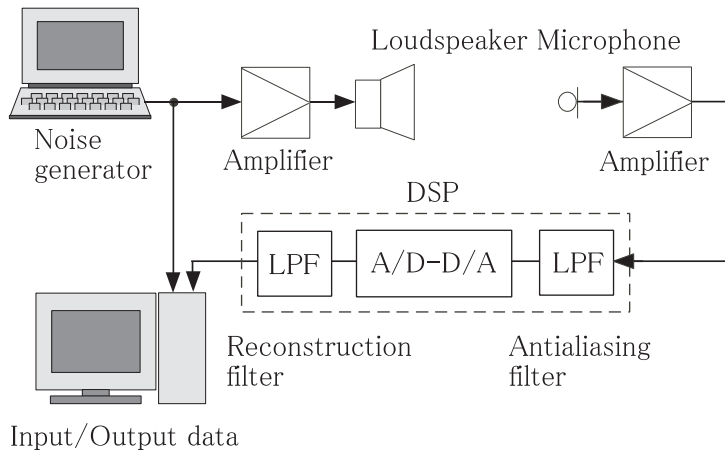 Loudspeaker Microphone
Noise
generator
Amplifier
Amplifier
DSP
LPF
A/D-D/A
LPF
Reconstruction
filter
Antialiasing
filter
Input/Output data